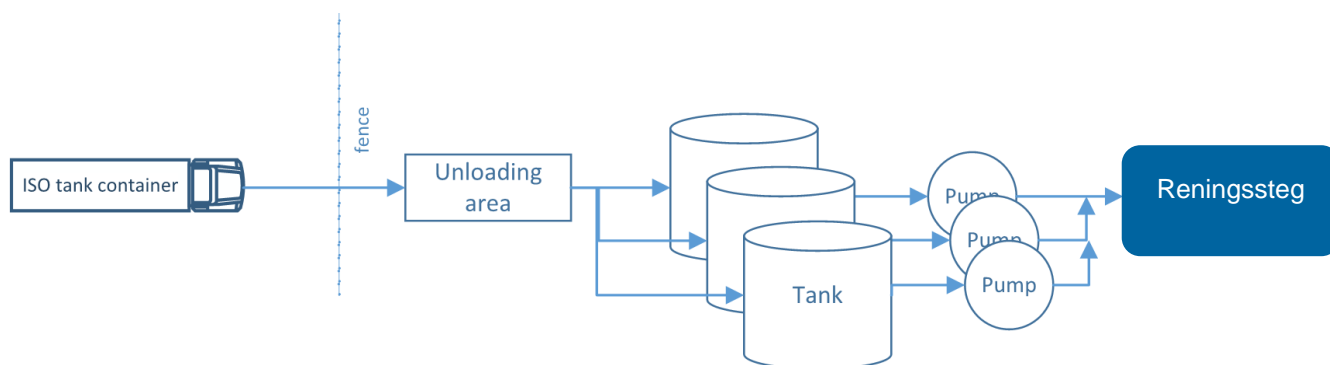 ISO tank container
fence
Unloading
area
Tank
Pump
Pump
Pump
Reningssteg